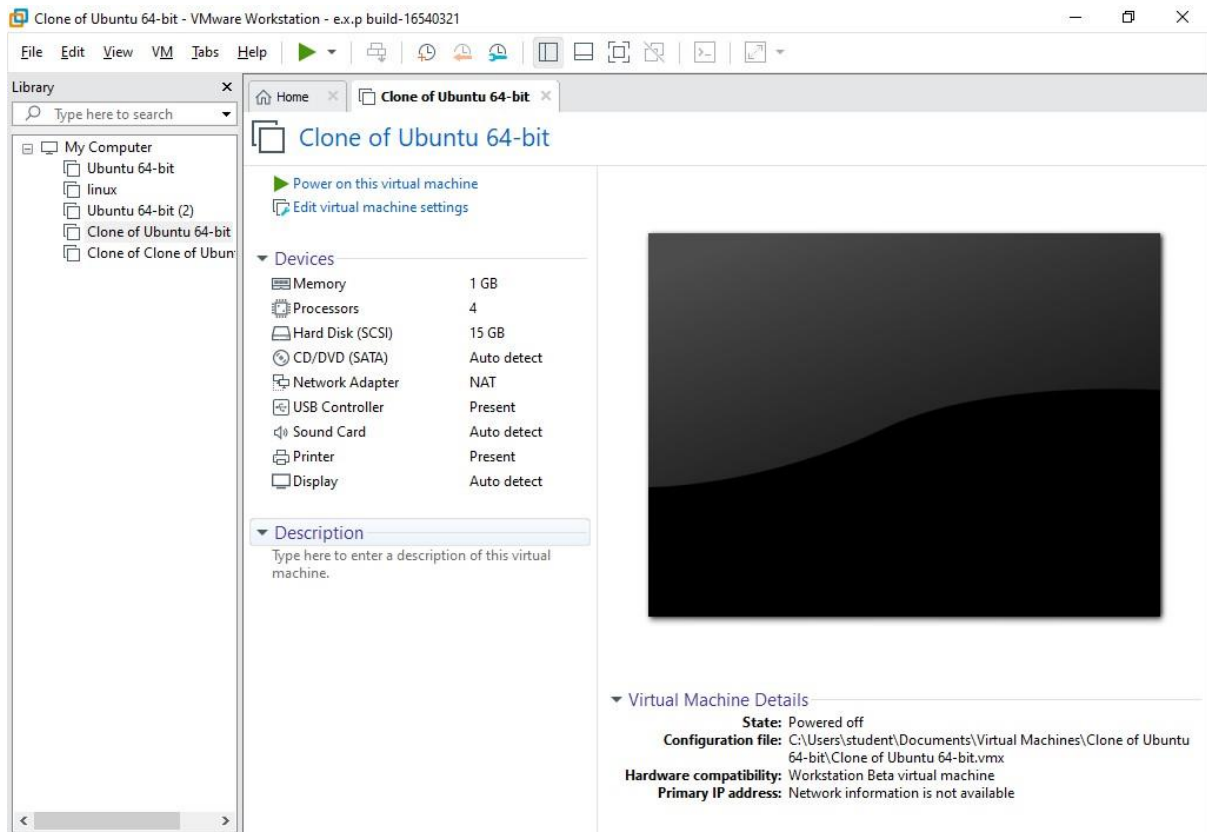 Clone of Ubuntu 64-bit - VMware Workstation - e.x.p build-16540321
File Edit View VM Tabs Help
Library
Type here to search
My Computer
Ubuntu 64-bit
linux
Ubuntu 64-bit (2)
Clone of Ubuntu 64-bit
Clone of Clone of Ubun
Home
Clone of Ubuntu 64-bit
Clone of Ubuntu 64-bit
Power on this virtual machine
Edit virtual machine settings
Devices
Memory 1 GB
Processors 4
Hard Disk (SCSI) 15 GB
CD/DVD (SATA) Auto detect
Network Adapter NAT
USB Controller Present
Sound Card Auto detect
Printer Present
Display Auto detect
Description
Type here to enter a description of this virtual
machine.
Virtual Machine Details
State: Powered off
Configuration file: C:\Users\student\Documents\Virtual Machines\Clone of Ubuntu
64-bit\Clone of Ubuntu 64-bit.vmx
Hardware compatibility: Workstation Beta virtual machine
Primary IP address: Network information is not available